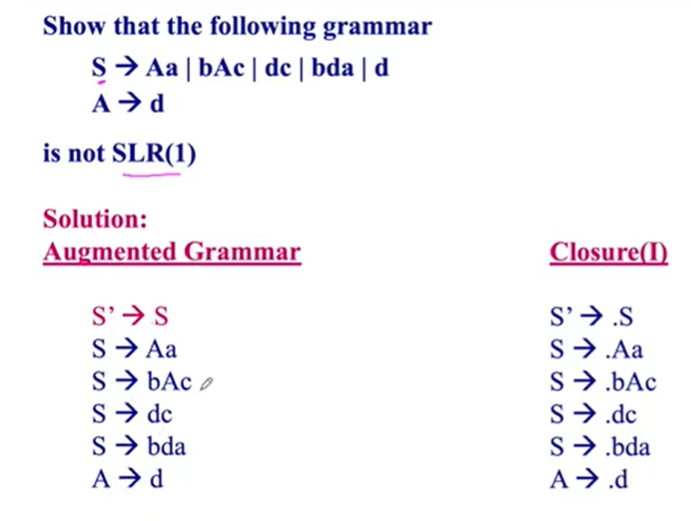 Show that the following grammar
S → Aa | bAc | dc | bda | d
A → d
is not SLR(1)
Solution:
Augmented Grammar Closure(I)
S’ → S S’ → .S
S → Aa S → .Aa
S → bAc S → .bAc
S → dc S → .dc
S → bda S → .bda
A → d A → .d